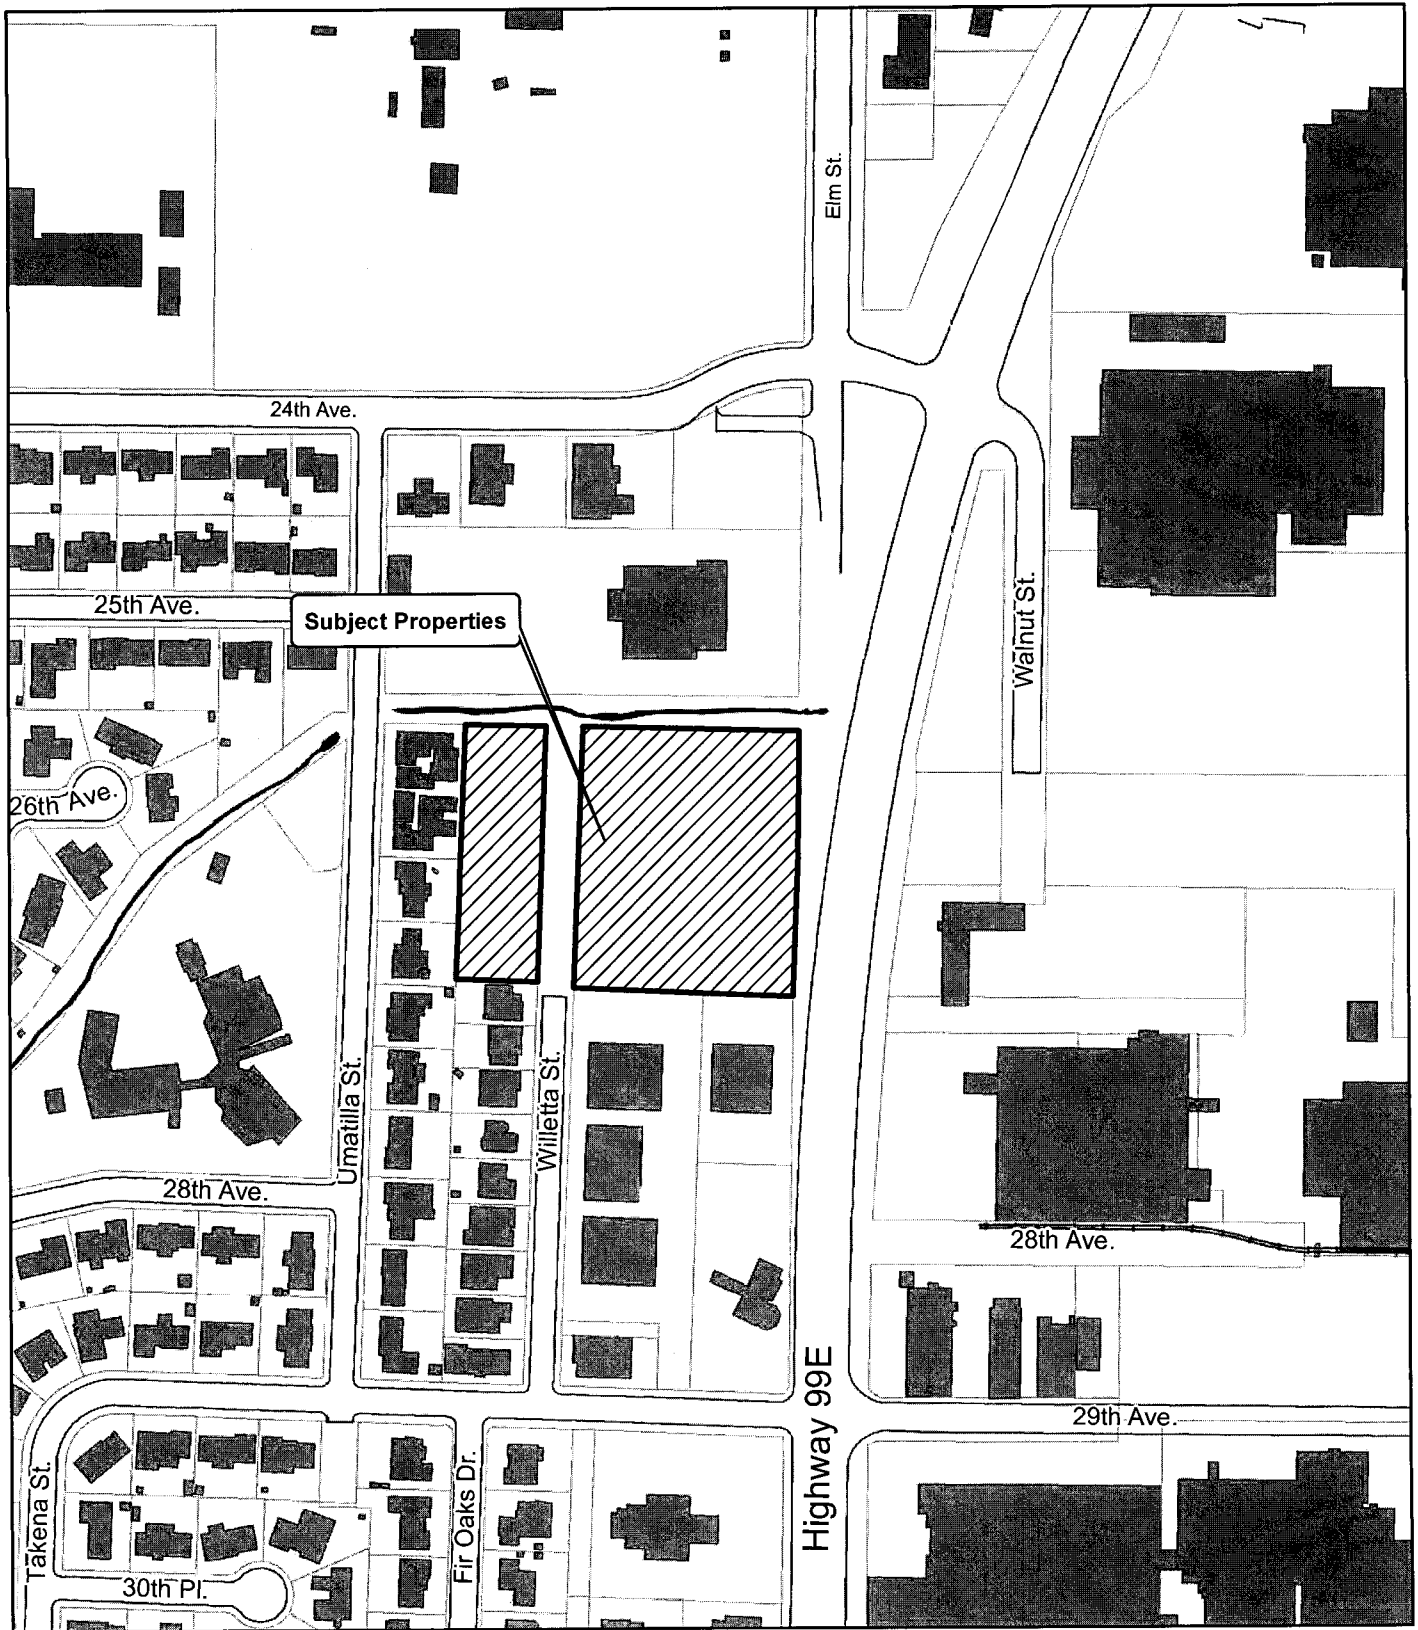 Elm St.
24th Ave.
25th Ave.
Subject Properties
Walnut St.
26th Ave.
Umatilla St.
Willetta St.
28th Ave.
28th Ave.
Highway 99E
29th Ave.
Takena St.
Fir Oaks Dr.
30th Pl.